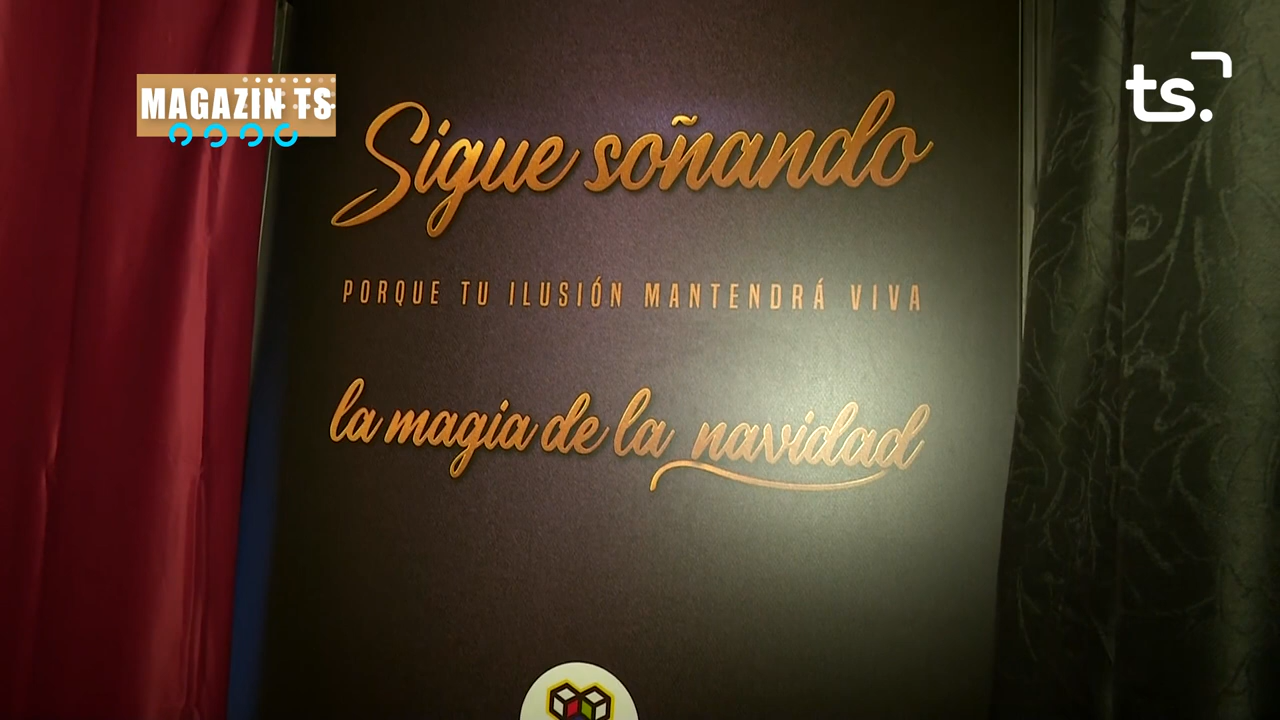 MAGAZIN TS
ts.
Sigue soñando
PORQUE TU ILUSIÓN MANTENDRÁ VIVA
la magia de la navidad